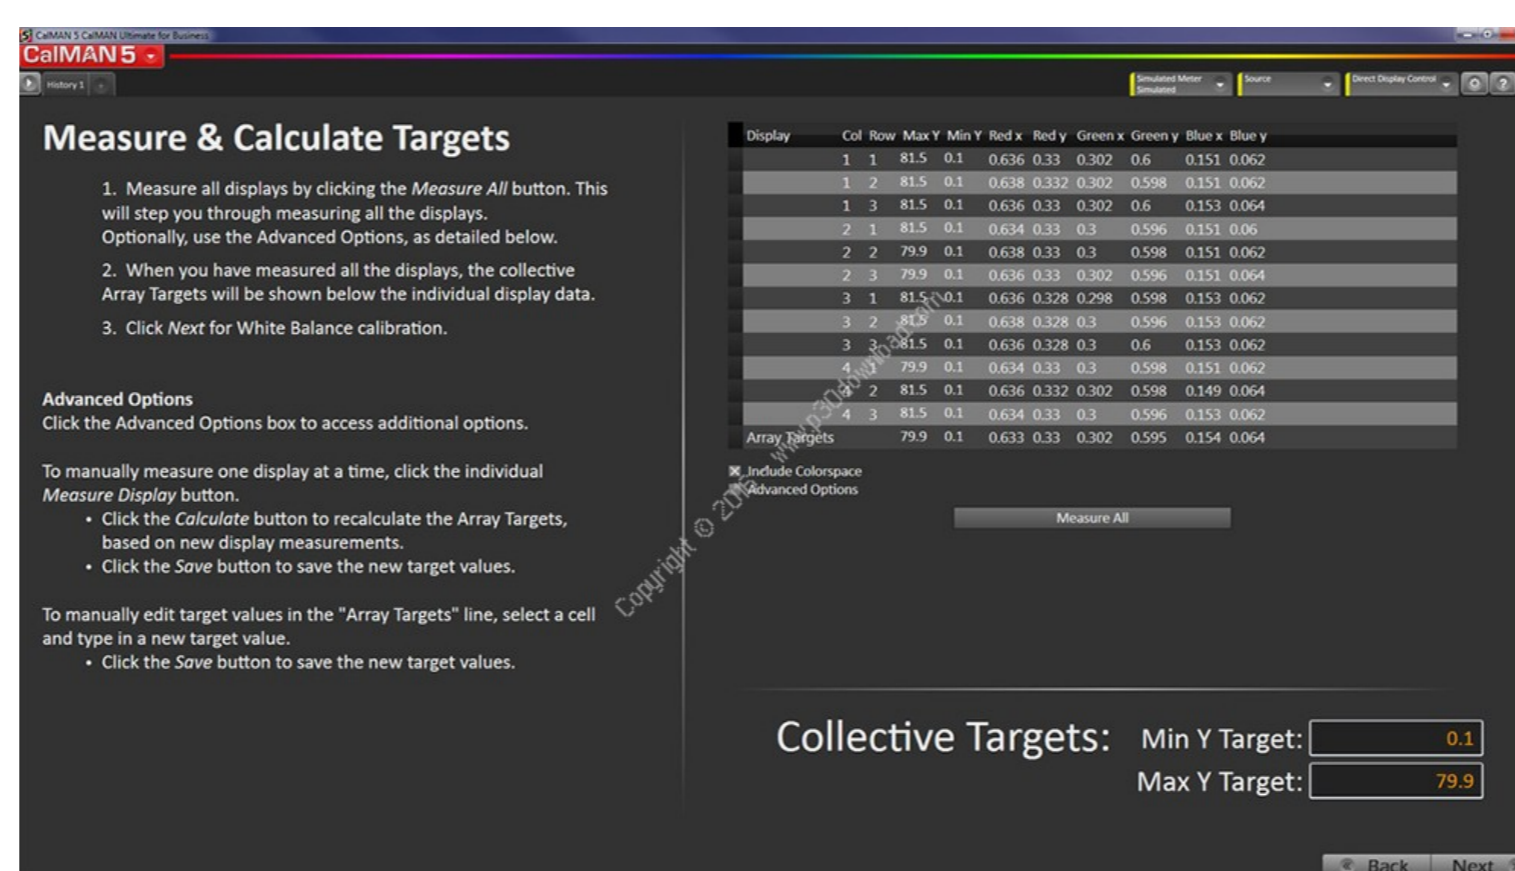 CalMAN 5 CalMAN Ultimate for Business
CalMAN 5
History 1
Simulated Meter
Simulated
Source
Direct Display Control
?
Measure & Calculate Targets
1. Measure all displays by clicking the Measure All button. This
will step you through measuring all the displays.
Optionally, use the Advanced Options, as detailed below.
2. When you have measured all the displays, the collective
Array Targets will be shown below the individual display data.
3. Click Next for White Balance calibration.
Advanced Options
Click the Advanced Options box to access additional options.
To manually measure one display at a time, click the individual
Measure Display button.
• Click the Calculate button to recalculate the Array Targets,
based on new display measurements.
• Click the Save button to save the new target values.
To manually edit target values in the "Array Targets" line, select a cell
and type in a new target value.
• Click the Save button to save the new target values.
Display Col Row Max Y Min Y Red x Red y Green x Green y Blue x Blue y
1 1 81.5 0.1 0.636 0.33 0.302 0.6 0.151 0.062
1 2 81.5 0.1 0.638 0.332 0.302 0.598 0.151 0.062
1 3 81.5 0.1 0.636 0.33 0.302 0.6 0.153 0.064
2 1 81.5 0.1 0.634 0.33 0.3 0.596 0.151 0.06
2 2 79.9 0.1 0.638 0.33 0.3 0.598 0.151 0.062
2 3 79.9 0.1 0.636 0.33 0.302 0.596 0.151 0.064
3 1 81.5 0.1 0.636 0.328 0.298 0.598 0.153 0.062
3 2 81.5 0.1 0.638 0.328 0.3 0.596 0.153 0.062
3 3 81.5 0.1 0.636 0.328 0.3 0.6 0.153 0.062
4 1 79.9 0.1 0.634 0.33 0.3 0.598 0.151 0.062
4 2 81.5 0.1 0.636 0.332 0.302 0.598 0.149 0.064
4 3 81.5 0.1 0.634 0.33 0.3 0.596 0.153 0.062
Array Targets 79.9 0.1 0.633 0.33 0.302 0.595 0.154 0.064
Include Colorspace
Advanced Options
Measure All
Collective Targets:
Min Y Target: 0.1
Max Y Target: 79.9
Back Next
Copyright © www.p30download.com